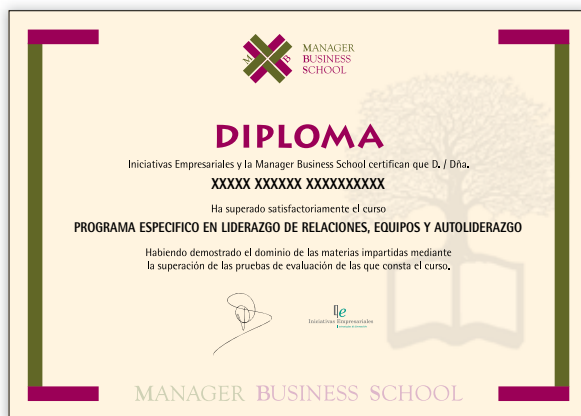 M B
MANAGER
BUSINESS
SCHOOL
DIPLOMA
Iniciativas Empresariales y la Manager Business School certifican que D. / Dña.
XXXXX XXXXXX XXXXXXXXXX
Ha superado satisfactoriamente el curso
PROGRAMA ESPECIFICO EN LIDERAZGO DE RELACIONES, EQUIPOS Y AUTOLIDERAZGO
Habiendo demostrado el dominio de las materias impartidas mediante
la superación de las pruebas de evaluación de las que consta el curso.
Iniciativas Empresariales
MANAGER BUSINESS SCHOOL